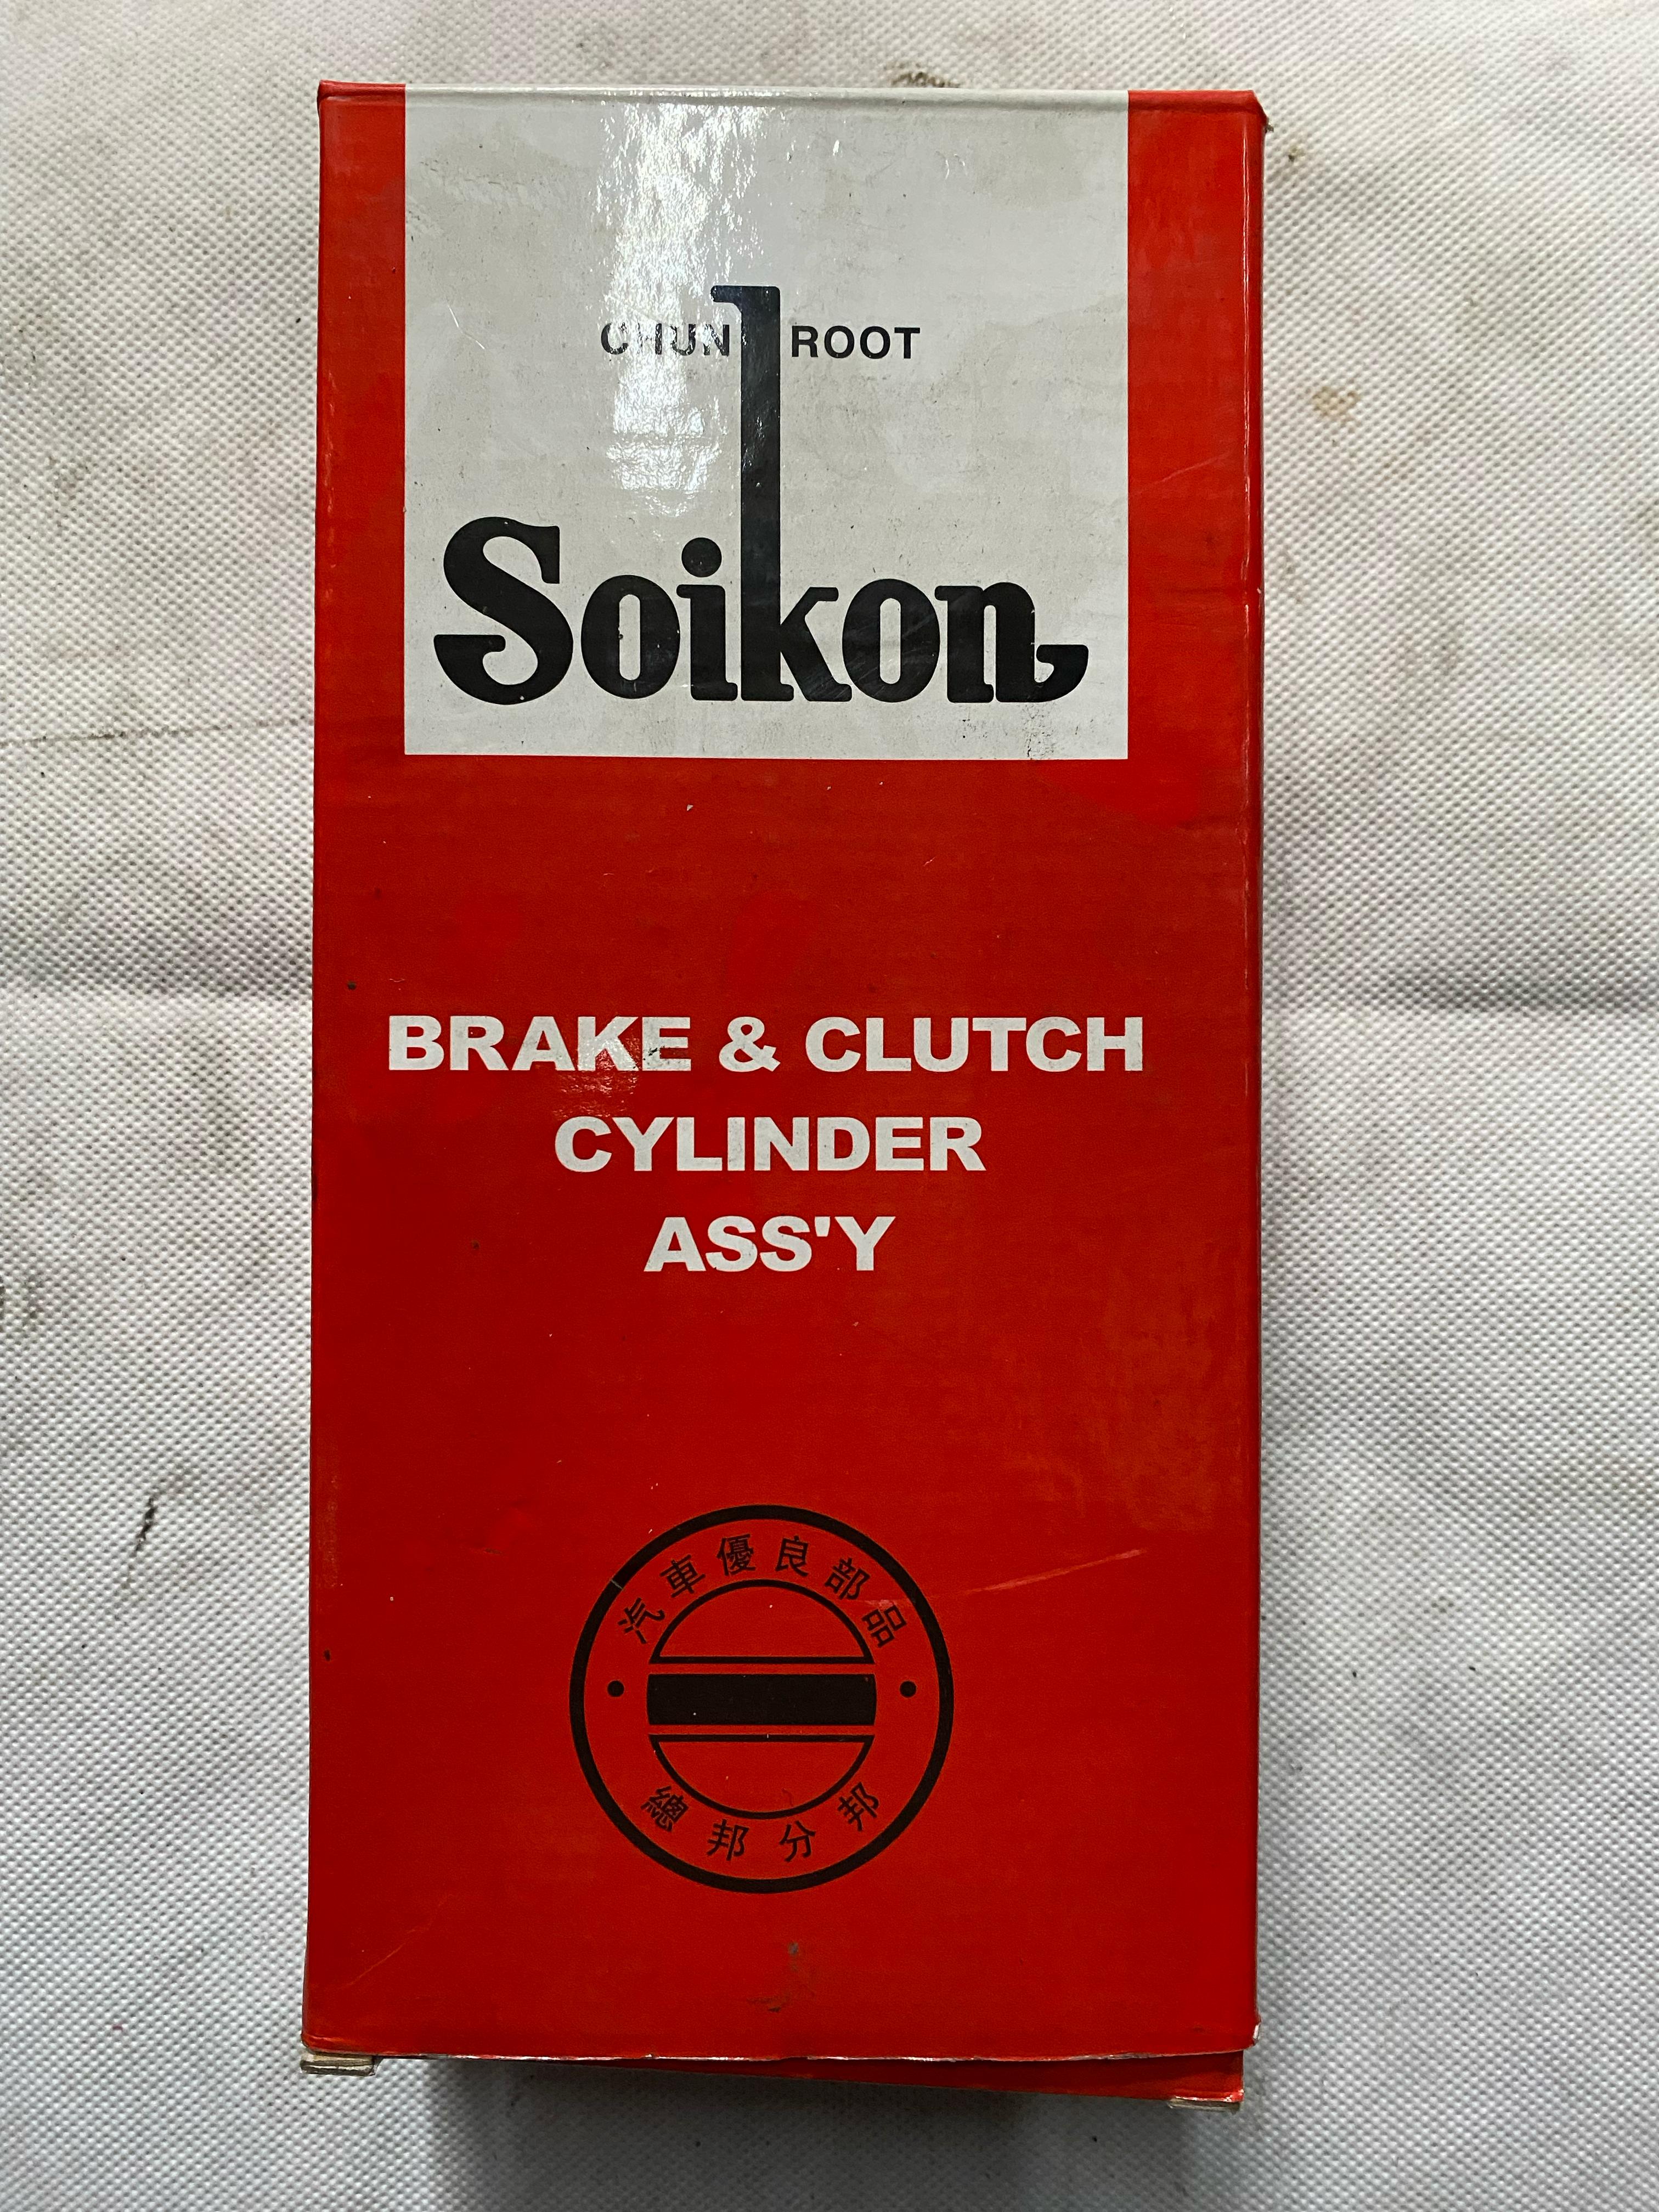 CHUN ROOT
Soikon
BRAKE & CLUTCH
CYLINDER
ASS'Y
汽車優良部品
總邦分邦